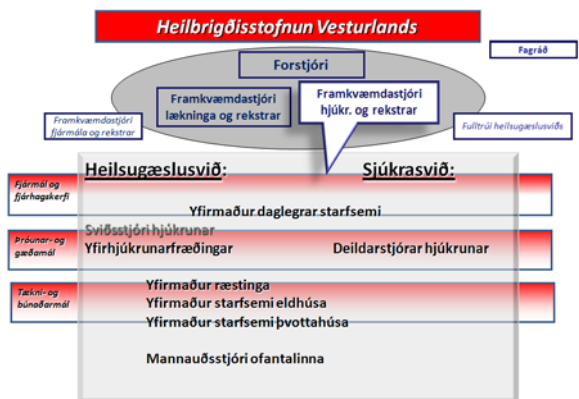 Heilbrigðisstofnun Vesturlands
Fagráð
Forstjóri
Framkvæmdastjóri
lækninga og rekstrar
Framkvæmdastjóri
hjúkr. og rekstrar
Framkvæmdastjóri
fjármála og rekstrar
Fulltrúi heilsugæslusviðs
Heilsugæslusvið:
Sjúkrasvið:
Fjármál og
fjárhagskerfi
Yfirmaður daglegrar starfsemi
Sviðsstjóri hjúkrunar
Þróunar- og
gæðamál
Yfirhjúkrunarfræðingar
Deildarstjórar hjúkrunar
Tækni- og
búnaðarmál
Yfirmaður ræstinga
Yfirmaður starfsemi eldhúsa
Yfirmaður starfsemi þvottahúsa
Mannauðsstjóri ofantalinna